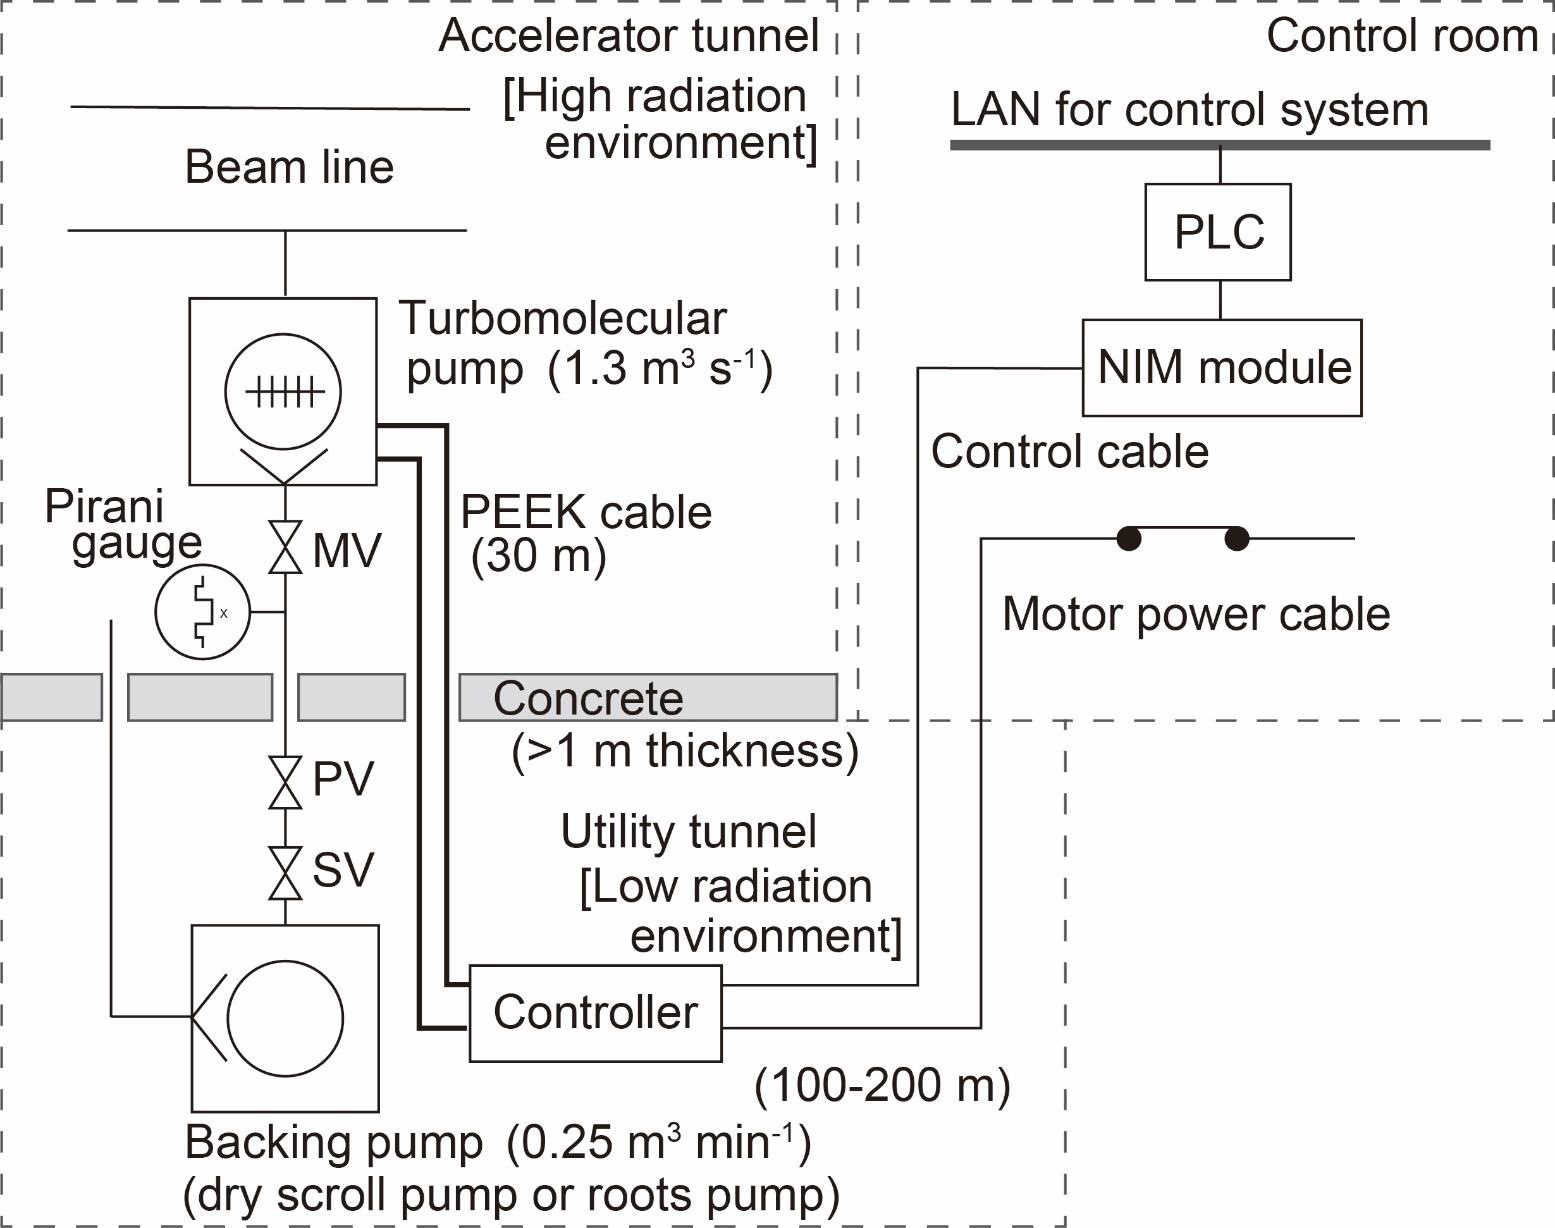 Accelerator tunnel
[High radiation
environment]
Beam line
Turbomolecular
pump (1.3 m³ s⁻¹)
Pirani
gauge
x
MV
PEEK cable
(30 m)
Concrete
(>1 m thickness)
PV
SV
Utility tunnel
[Low radiation
environment]
Controller
(100-200 m)
Backing pump (0.25 m³ min⁻¹)
(dry scroll pump or roots pump)
Control room
LAN for control system
PLC
NIM module
Control cable
Motor power cable